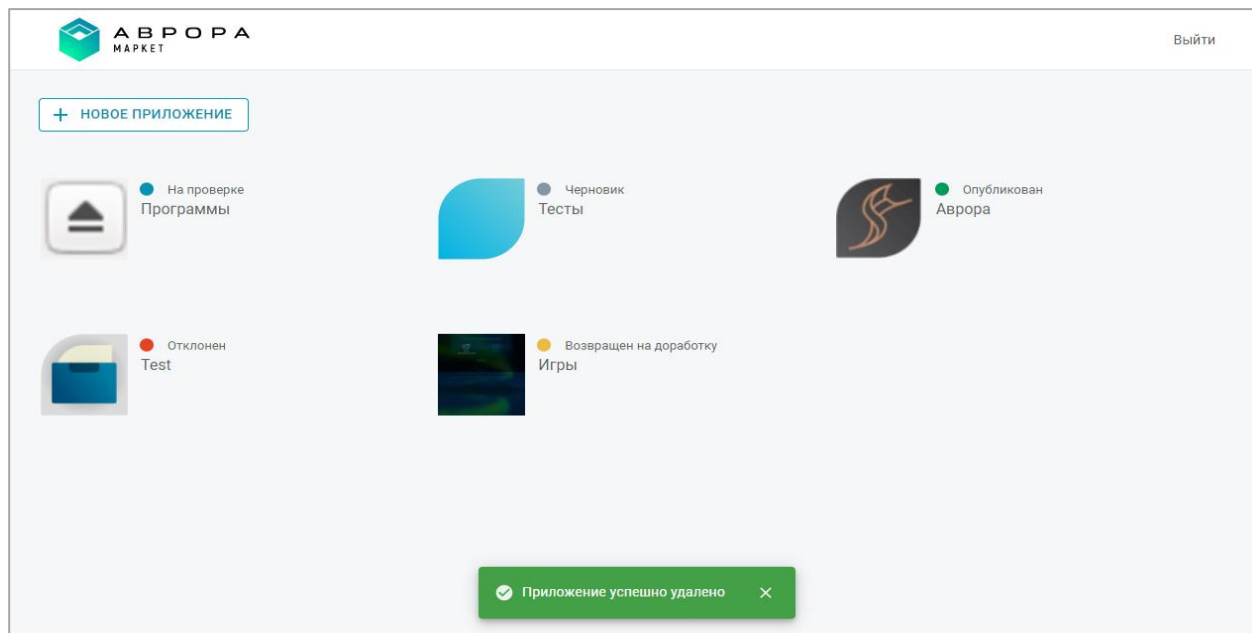 АВРОРА
МАРКЕТ
Выйти
+ НОВОЕ ПРИЛОЖЕНИЕ
На проверке
Программы
Черновик
Тесты
Опубликован
Аврора
Отклонен
Test
Возвращен на доработку
Игры
Приложение успешно удалено